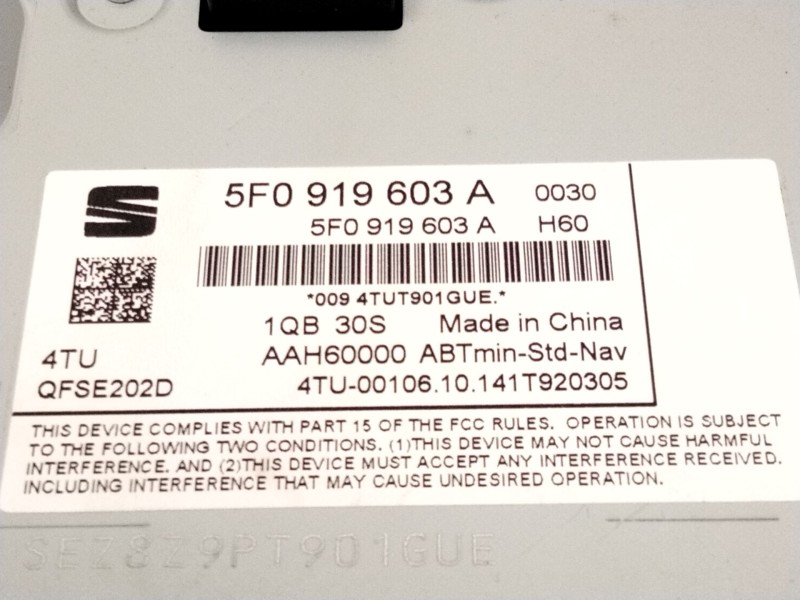 5F0 919 603 A 0030
5F0 919 603 A H60
*009 4TUT901GUE.*
1QB 30S Made in China
4TU AAH60000 ABTmin-Std-Nav
QFSE202D 4TU-00106.10.141T920305
THIS DEVICE COMPLIES WITH PART 15 OF THE FCC RULES. OPERATION IS SUBJECT
TO THE FOLLOWING TWO CONDITIONS. (1)THIS DEVICE MAY NOT CAUSE HARMFUL
INTERFERENCE. AND (2)THIS DEVICE MUST ACCEPT ANY INTERFERENCE RECEIVED.
INCLUDING INTERFERENCE THAT MAY CAUSE UNDESIRED OPERATION.
SEZ8Z9PT901GUE